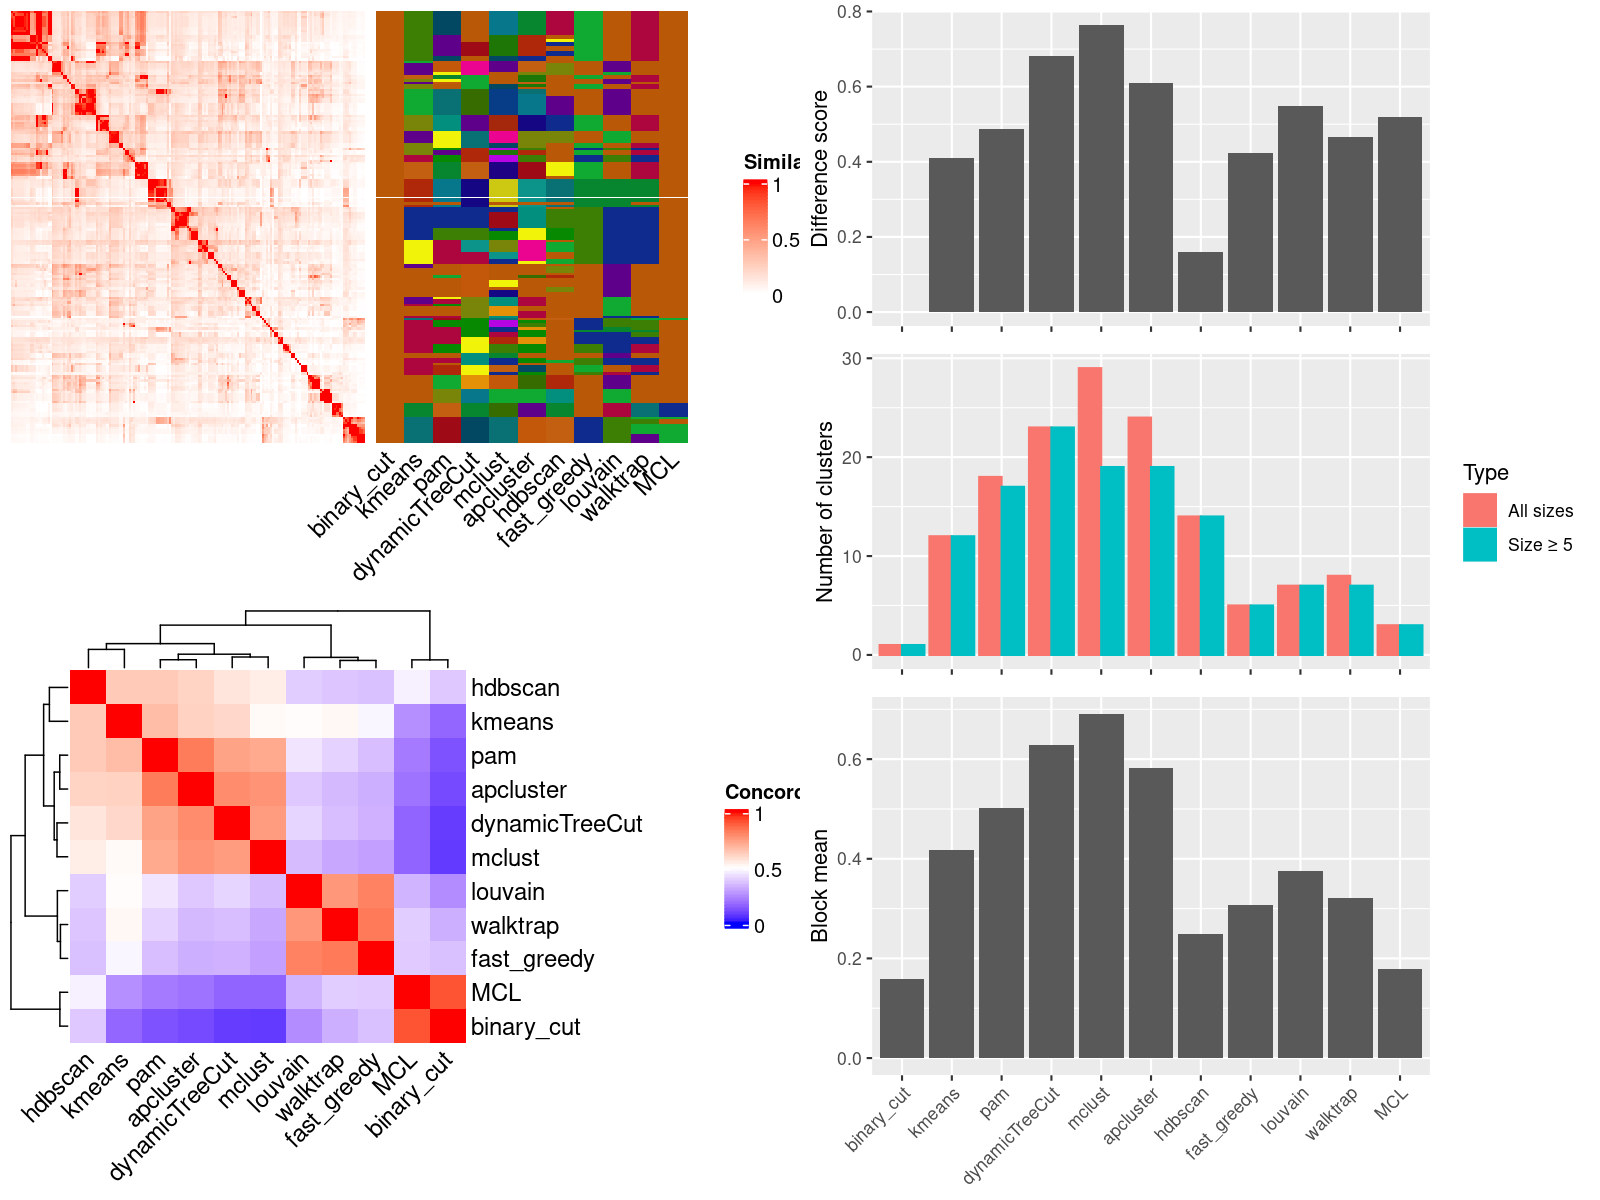 Simila
1
0.5
0
binary_cut
kmeans
pam
dynamicTreeCut
mclust
apcluster
hdbscan
fast_greedy
louvain
walktrap
MCL
hdbscan
kmeans
pam
apcluster
dynamicTreeCut
mclust
louvain
walktrap
fast_greedy
MCL
binary_cut
hdbscan
kmeans
pam
apcluster
dynamicTreeCut
mclust
louvain
walktrap
fast_greedy
MCL
binary_cut
Concord
1
0.5
0
Difference score
0.8
0.6
0.4
0.2
0.0
Number of clusters
30
20
10
0
Type
All sizes
Size ≥ 5
Block mean
0.6
0.4
0.2
0.0
binary_cut
kmeans
pam
dynamicTreeCut
mclust
apcluster
hdbscan
fast_greedy
louvain
walktrap
MCL